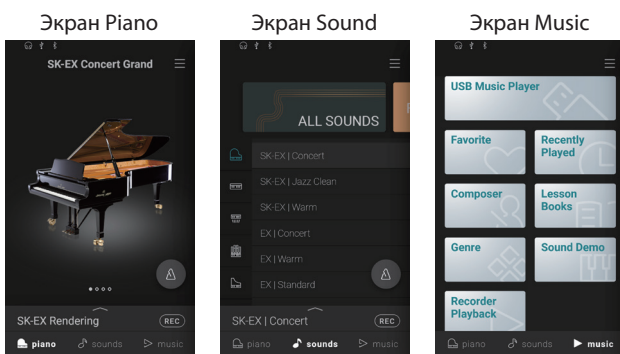 Экран Piano
SK-EX Concert Grand
SK-EX Rendering
REC
piano
sounds
music
Экран Sound
ALL SOUNDS
SK-EX | Concert
SK-EX | Jazz Clean
SK-EX | Warm
EX | Concert
EX | Warm
EX | Standard
SK-EX | Concert
REC
piano
sounds
music
Экран Music
USB Music Player
Favorite
Recently
Played
Composer
Lesson
Books
Genre
Sound Demo
Recorder
Playback
piano
sounds
music